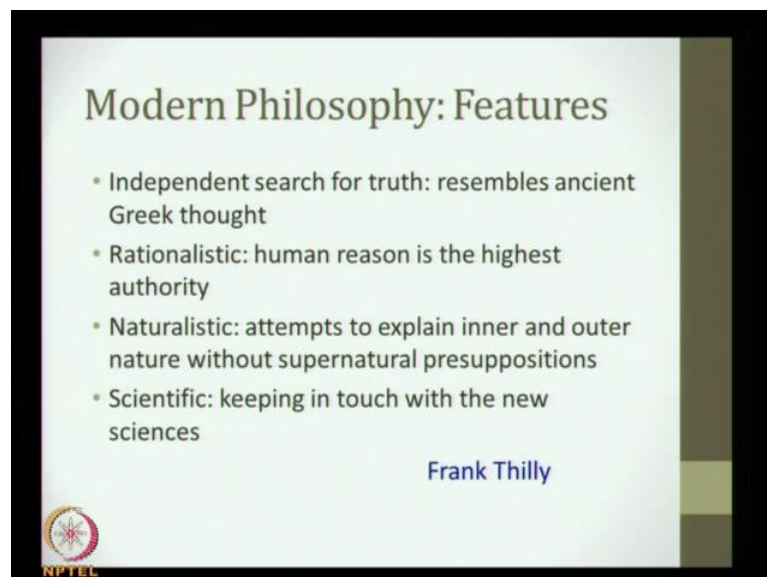 Modern Philosophy: Features
• Independent search for truth: resembles ancient
Greek thought
• Rationalistic: human reason is the highest
authority
• Naturalistic: attempts to explain inner and outer
nature without supernatural presuppositions
• Scientific: keeping in touch with the new
sciences
Frank Thilly
NPTEL